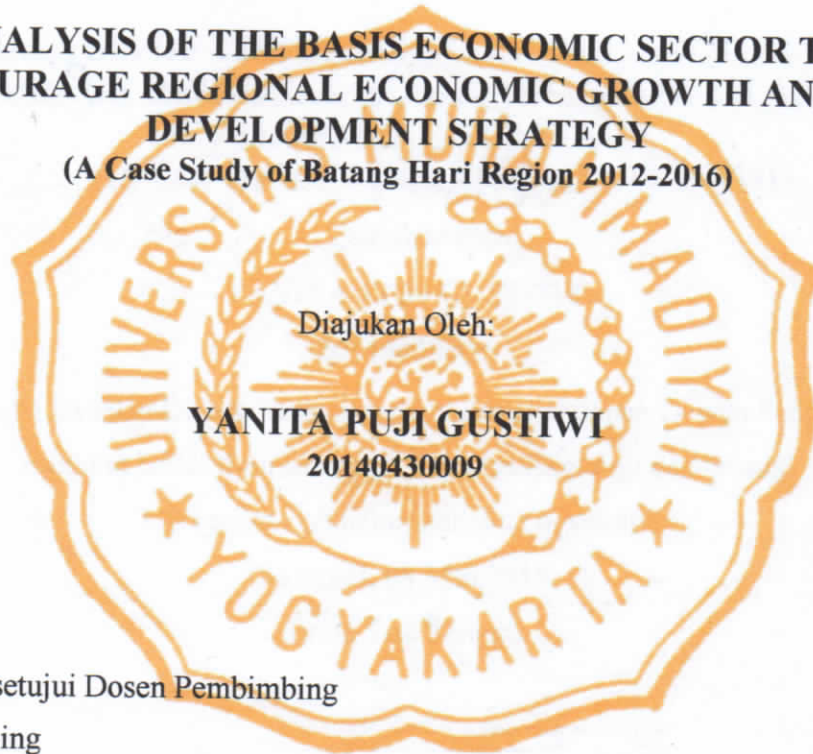 NALYSIS OF THE BASIS ECONOMIC SECTOR T
URAGE REGIONAL ECONOMIC GROWTH AN
DEVELOPMENT STRATEGY
(A Case Study of Batang Hari Region 2012-2016)
UNIVERSITAS MUHAMMADIYAH
Diajukan Oleh:
YANITA PUJI GUSTIWI
20140430009
★ YOGYAKARTA ★
setujui Dosen Pembimbing
ing